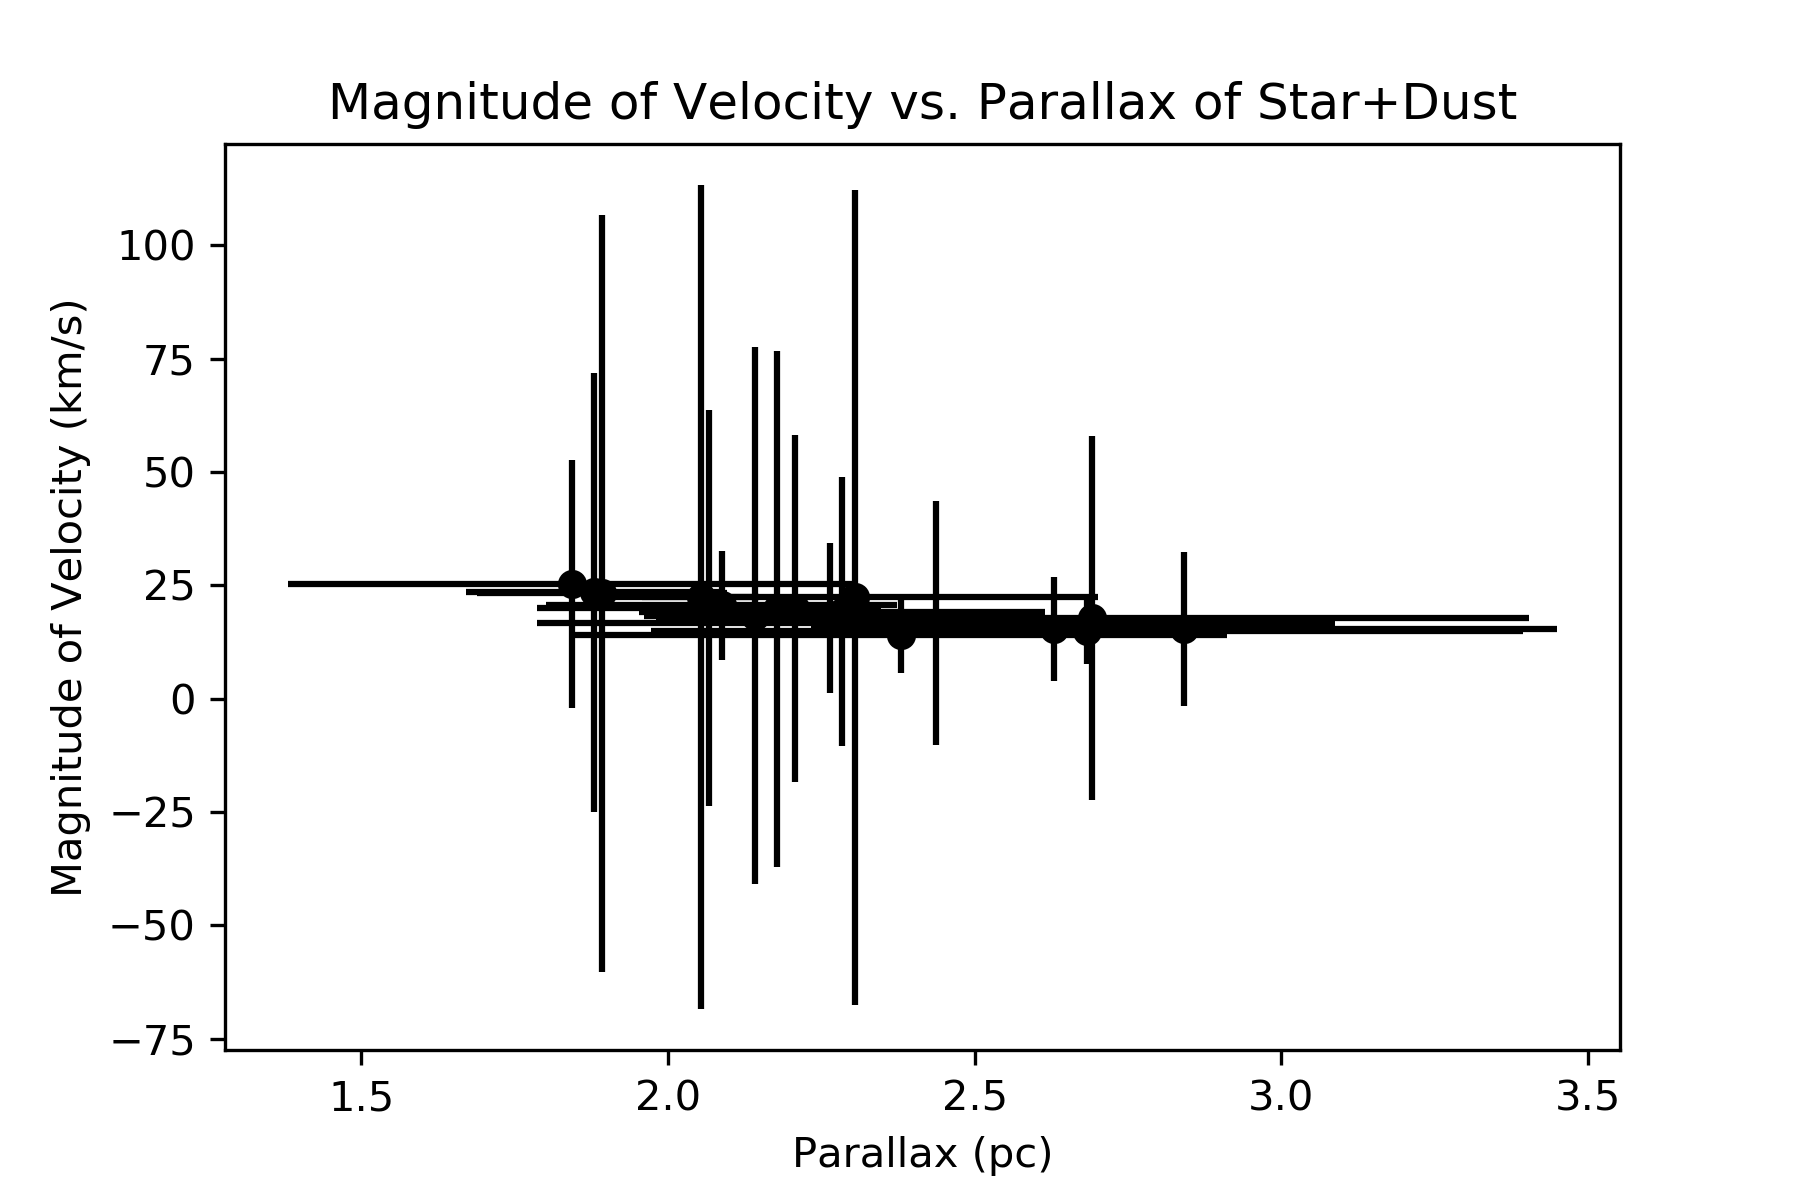 Magnitude of Velocity vs. Parallax of Star+Dust
Magnitude of Velocity (km/s)
100
75
50
25
0
−25
−50
−75
1.5 2.0 2.5 3.0 3.5
Parallax (pc)